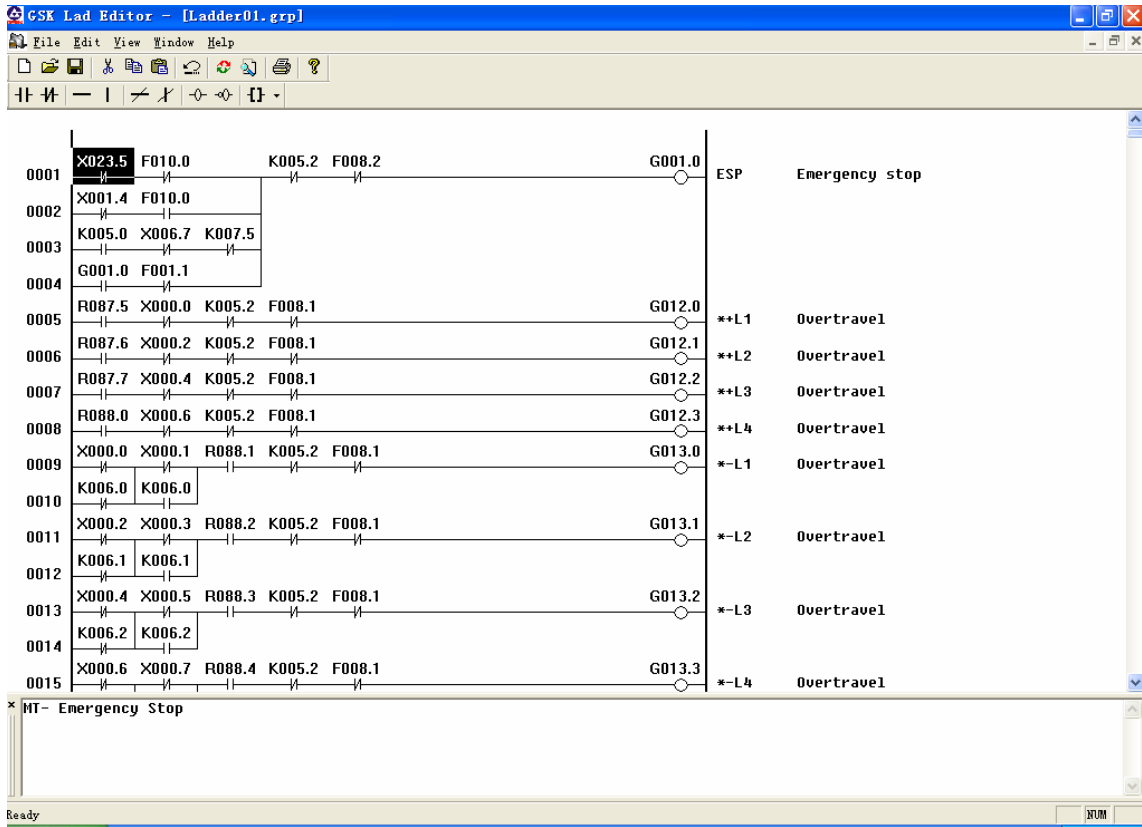 GSK Lad Editor - [Ladder01.grp]
File Edit View Window Help
X023.5 F010.0 K005.2 F008.2 G001.0
0001 ESP Emergency stop
X001.4 F010.0
0002
K005.0 X006.7 K007.5
0003
G001.0 F001.1
0004
R087.5 X000.0 K005.2 F008.1 G012.0
0005 *+L1 Overtravel
R087.6 X000.2 K005.2 F008.1 G012.1
0006 *+L2 Overtravel
R087.7 X000.4 K005.2 F008.1 G012.2
0007 *+L3 Overtravel
R088.0 X000.6 K005.2 F008.1 G012.3
0008 *+L4 Overtravel
X000.0 X000.1 R088.1 K005.2 F008.1 G013.0
0009 *-L1 Overtravel
K006.0 K006.0
0010
X000.2 X000.3 R088.2 K005.2 F008.1 G013.1
0011 *-L2 Overtravel
K006.1 K006.1
0012
X000.4 X000.5 R088.3 K005.2 F008.1 G013.2
0013 *-L3 Overtravel
K006.2 K006.2
0014
X000.6 X000.7 R088.4 K005.2 F008.1 G013.3
0015 *-L4 Overtravel
MT- Emergency Stop
Ready NUM